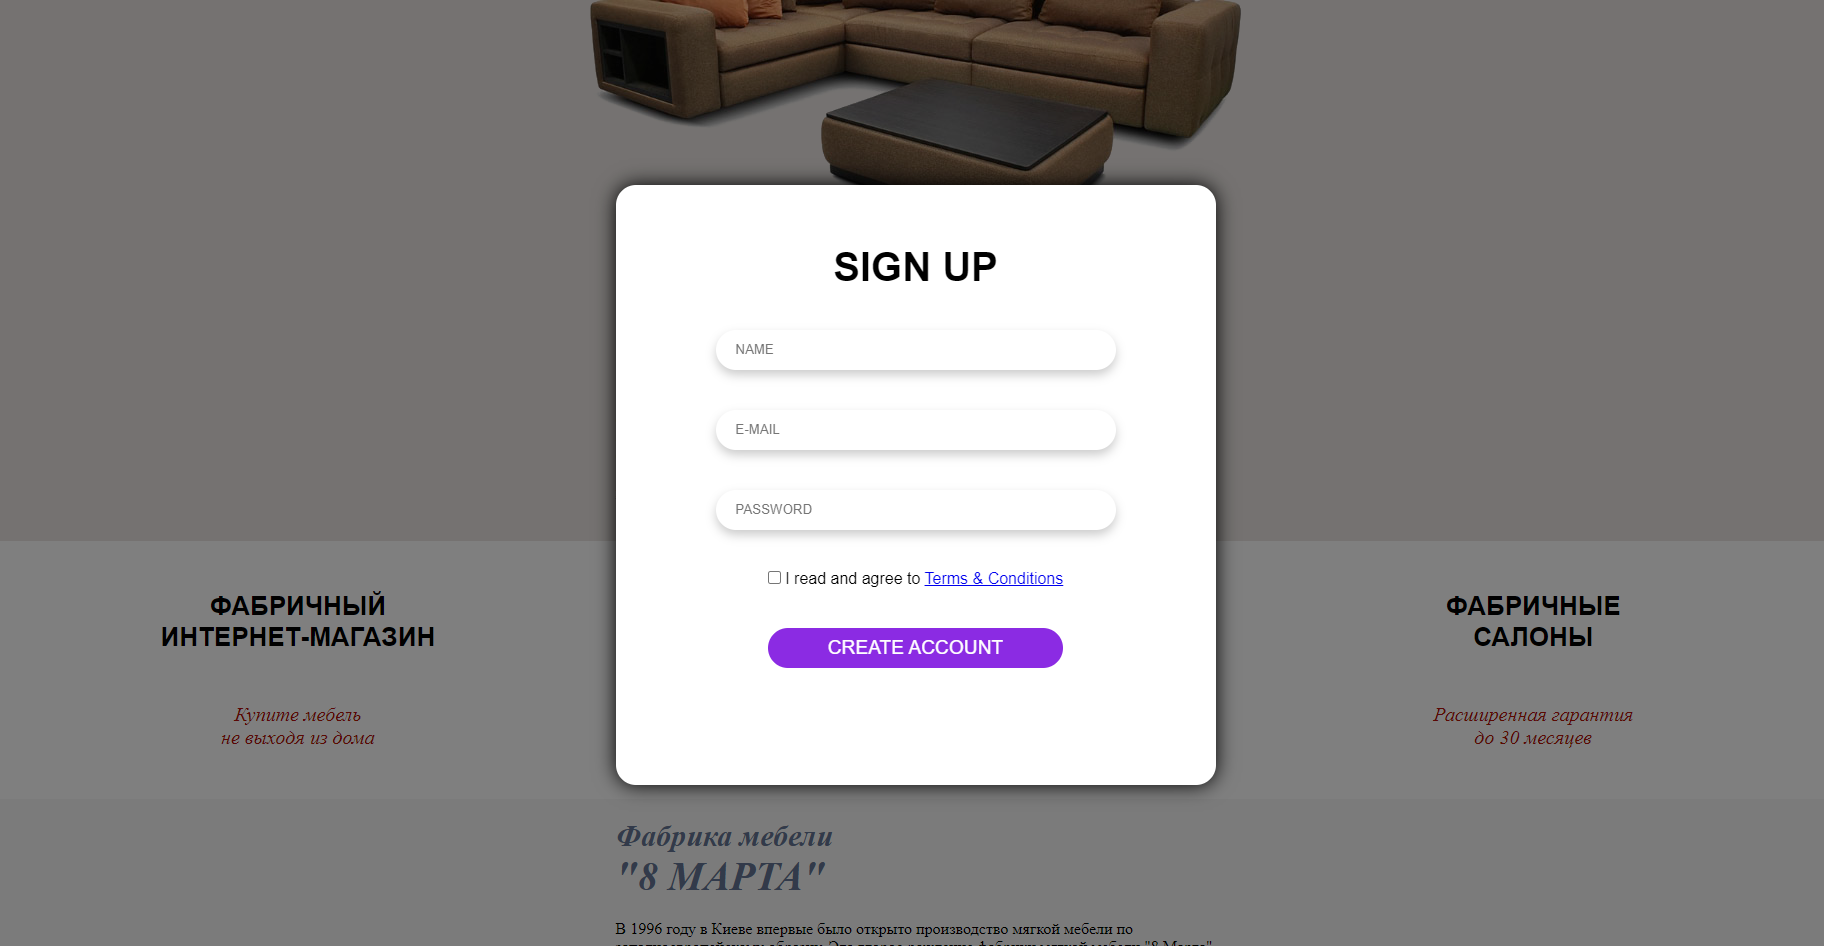 SIGN UP
NAME
E-MAIL
PASSWORD
I read and agree to Terms & Conditions
CREATE ACCOUNT
ФАБРИЧНЫЙ
ИНТЕРНЕТ-МАГАЗИН
Купите мебель
не выходя из дома
ФАБРИЧНЫЕ
САЛОНЫ
Расширенная гарантия
до 30 месяцев
Фабрика мебели
"8 МАРТА"
В 1996 году в Киеве впервые было открыто производство мягкой мебели по